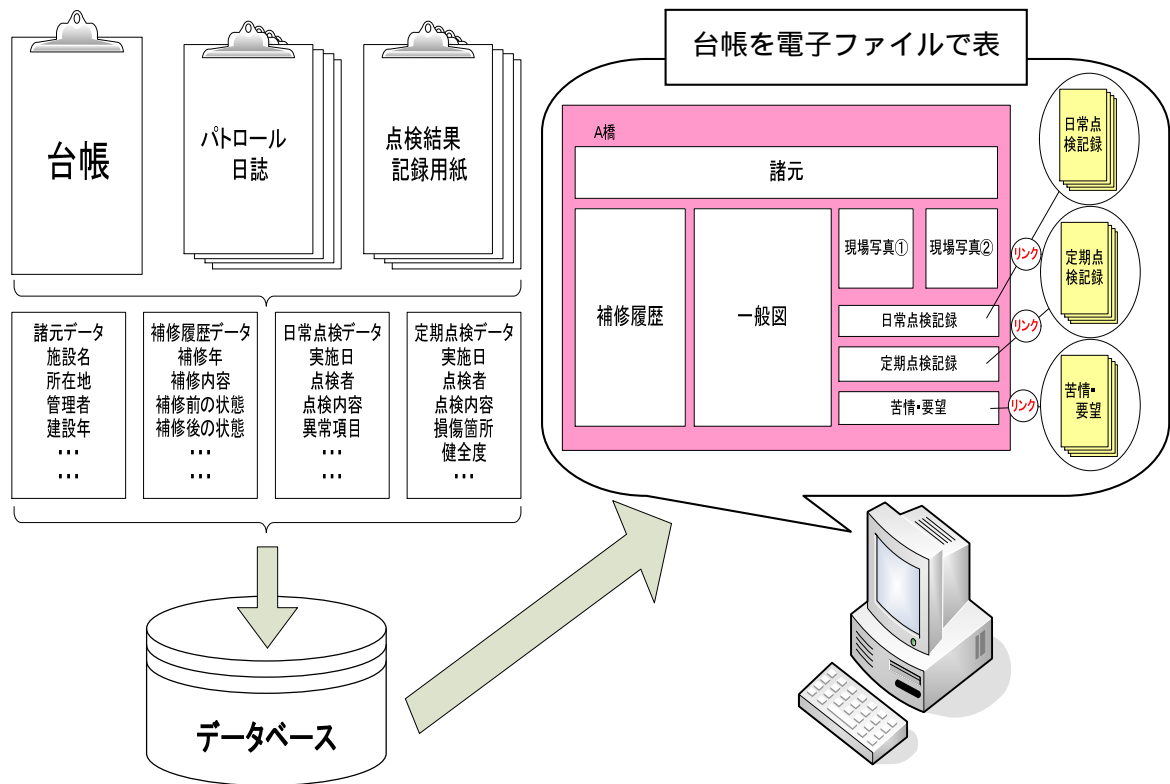 台帳
パトロール
日誌
点検結果
記録用紙
諸元データ
施設名
所在地
管理者
建設年
…
…
補修履歴データ
補修年
補修内容
補修前の状態
補修後の状態
…
…
日常点検データ
実施日
点検者
点検内容
異常項目
…
…
定期点検データ
実施日
点検者
点検内容
損傷箇所
健全度
…
データベース
台帳を電子ファイルで表
A橋
諸元
補修履歴
一般図
現場写真①
現場写真②
日常点検記録
定期点検記録
苦情・要望
リンク
リンク
リンク
日常点
検記録
定期点
検記録
苦情・
要望